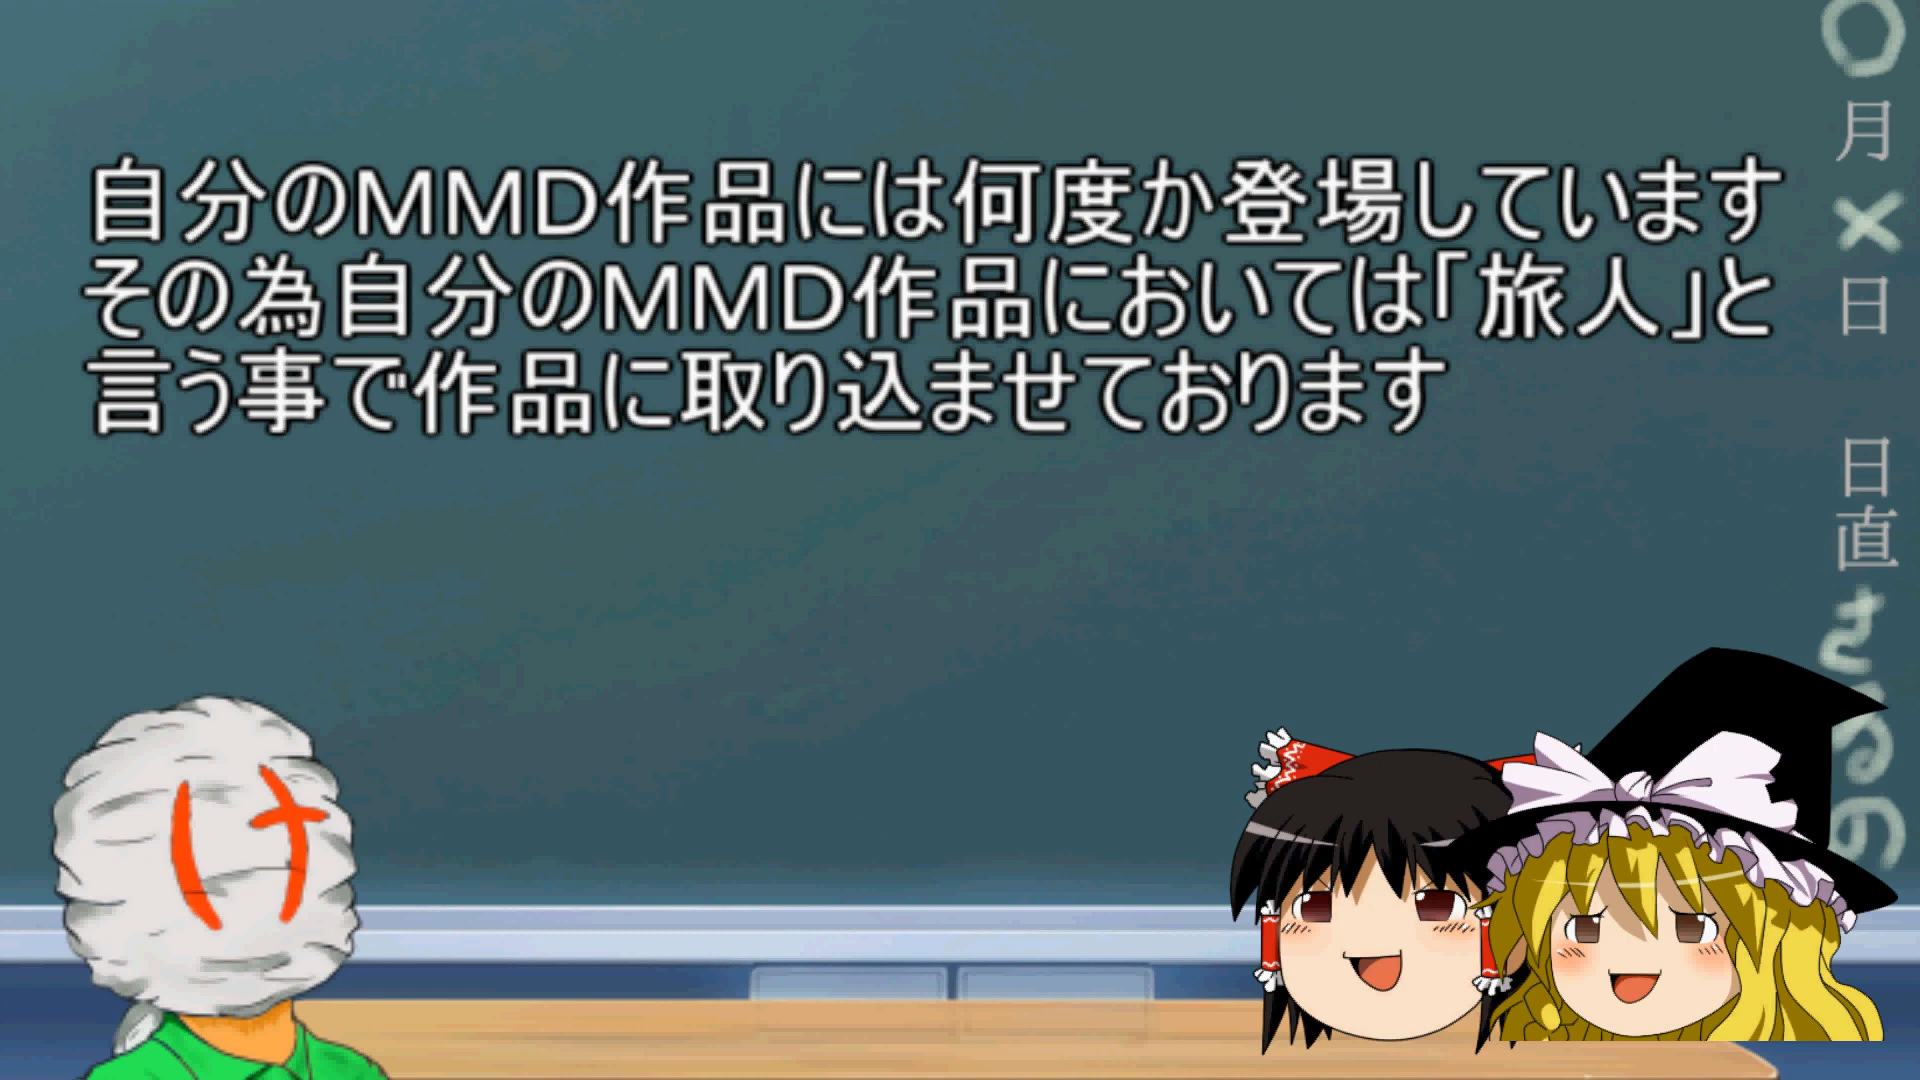 自分のMMD作品には何度か登場しています
その為自分のMMD作品においては「旅人」と
言う事で作品に取り込ませております
○月×日 日直 さるの
け